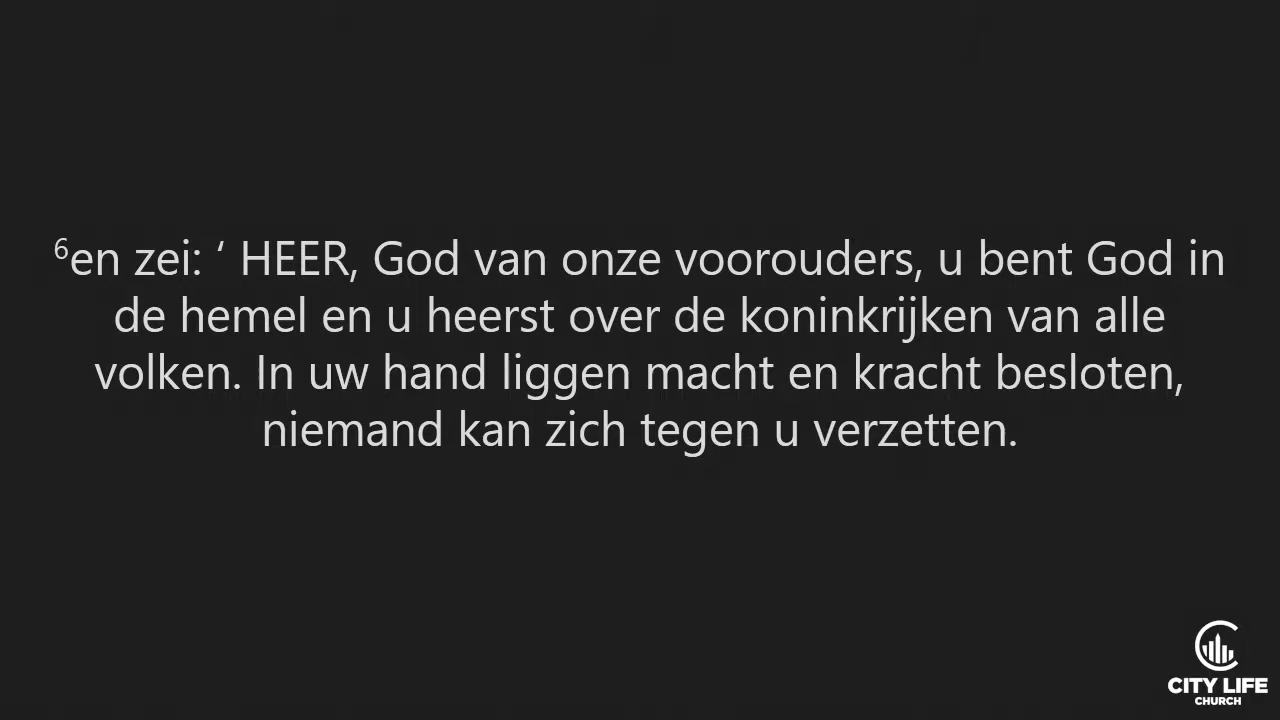 ⁶en zei: ‘ HEER, God van onze voorouders, u bent God in
de hemel en u heerst over de koninkrijken van alle
volken. In uw hand liggen macht en kracht besloten,
niemand kan zich tegen u verzetten.
CITY LIFE
CHURCH